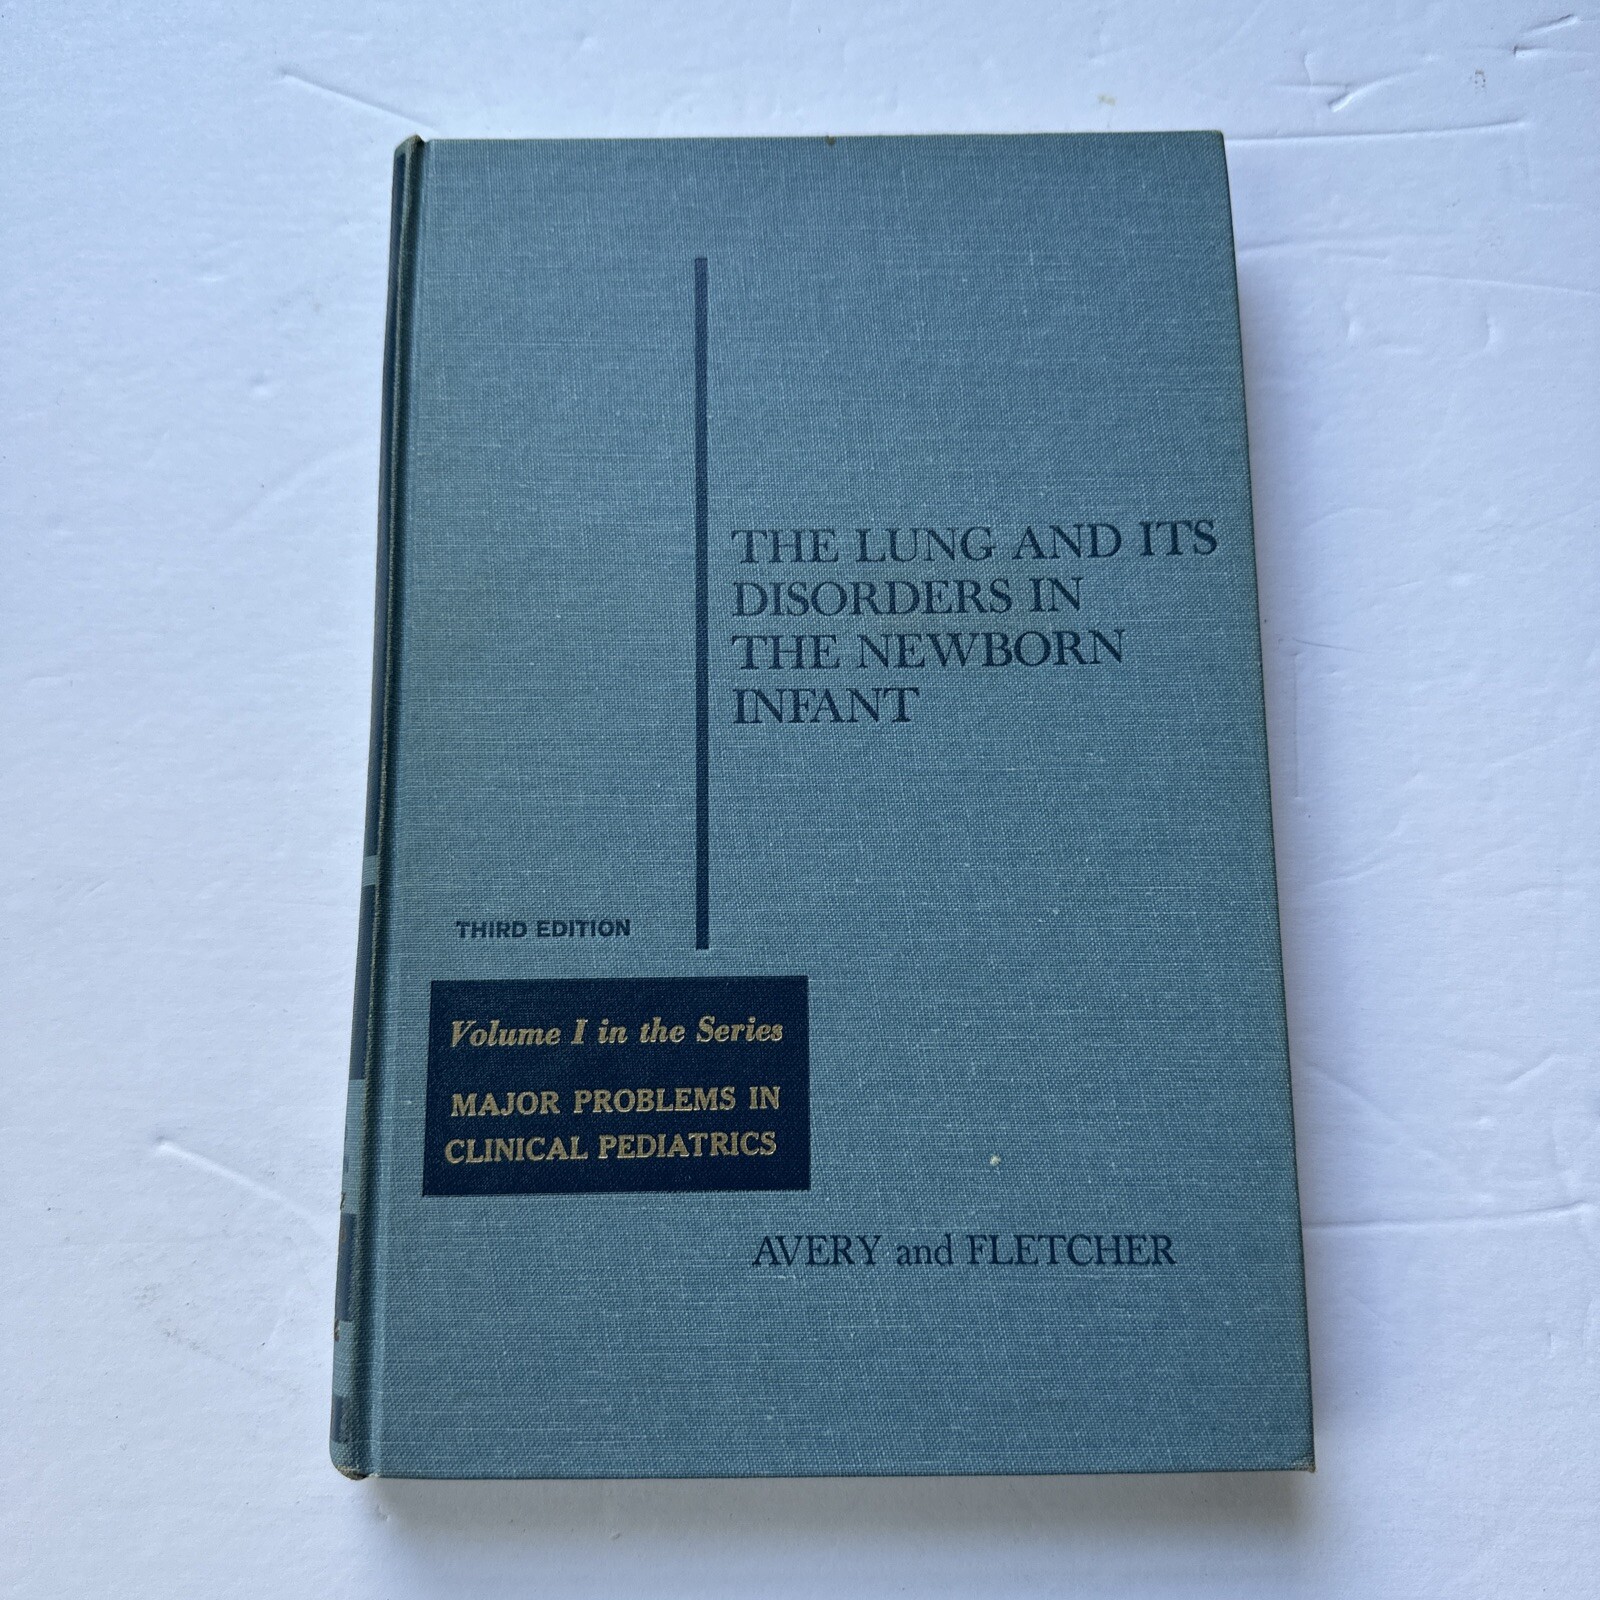 THE LUNG AND ITS
DISORDERS IN
THE NEWBORN
INFANT
THIRD EDITION
Volume I in the Series
MAJOR PROBLEMS IN
CLINICAL PEDIATRICS
AVERY and FLETCHER